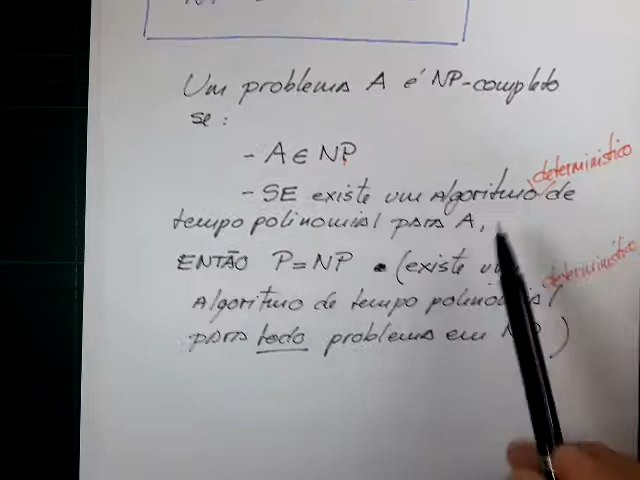 Um problema A é NP-completo
se:
- A ∈ NP
determinístico
- SE existe um algoritmo de
tempo polinomial para A,
ENTÃO P = NP (existe um
determinístico
algoritmo de tempo polinomial
para todo problema em NP)